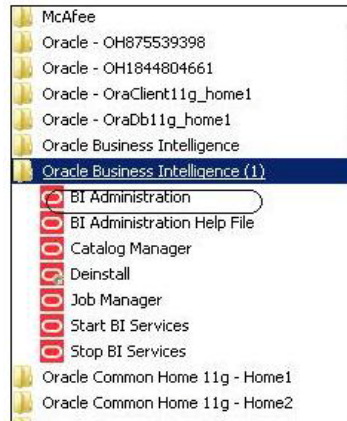 McAfee
Oracle - OH875539398
Oracle - OH1844804661
Oracle - OraClient11g_home1
Oracle - OraDb11g_home1
Oracle Business Intelligence
Oracle Business Intelligence (1)
BI Administration
BI Administration Help File
Catalog Manager
Deinstall
Job Manager
Start BI Services
Stop BI Services
Oracle Common Home 11g - Home1
Oracle Common Home 11g - Home2